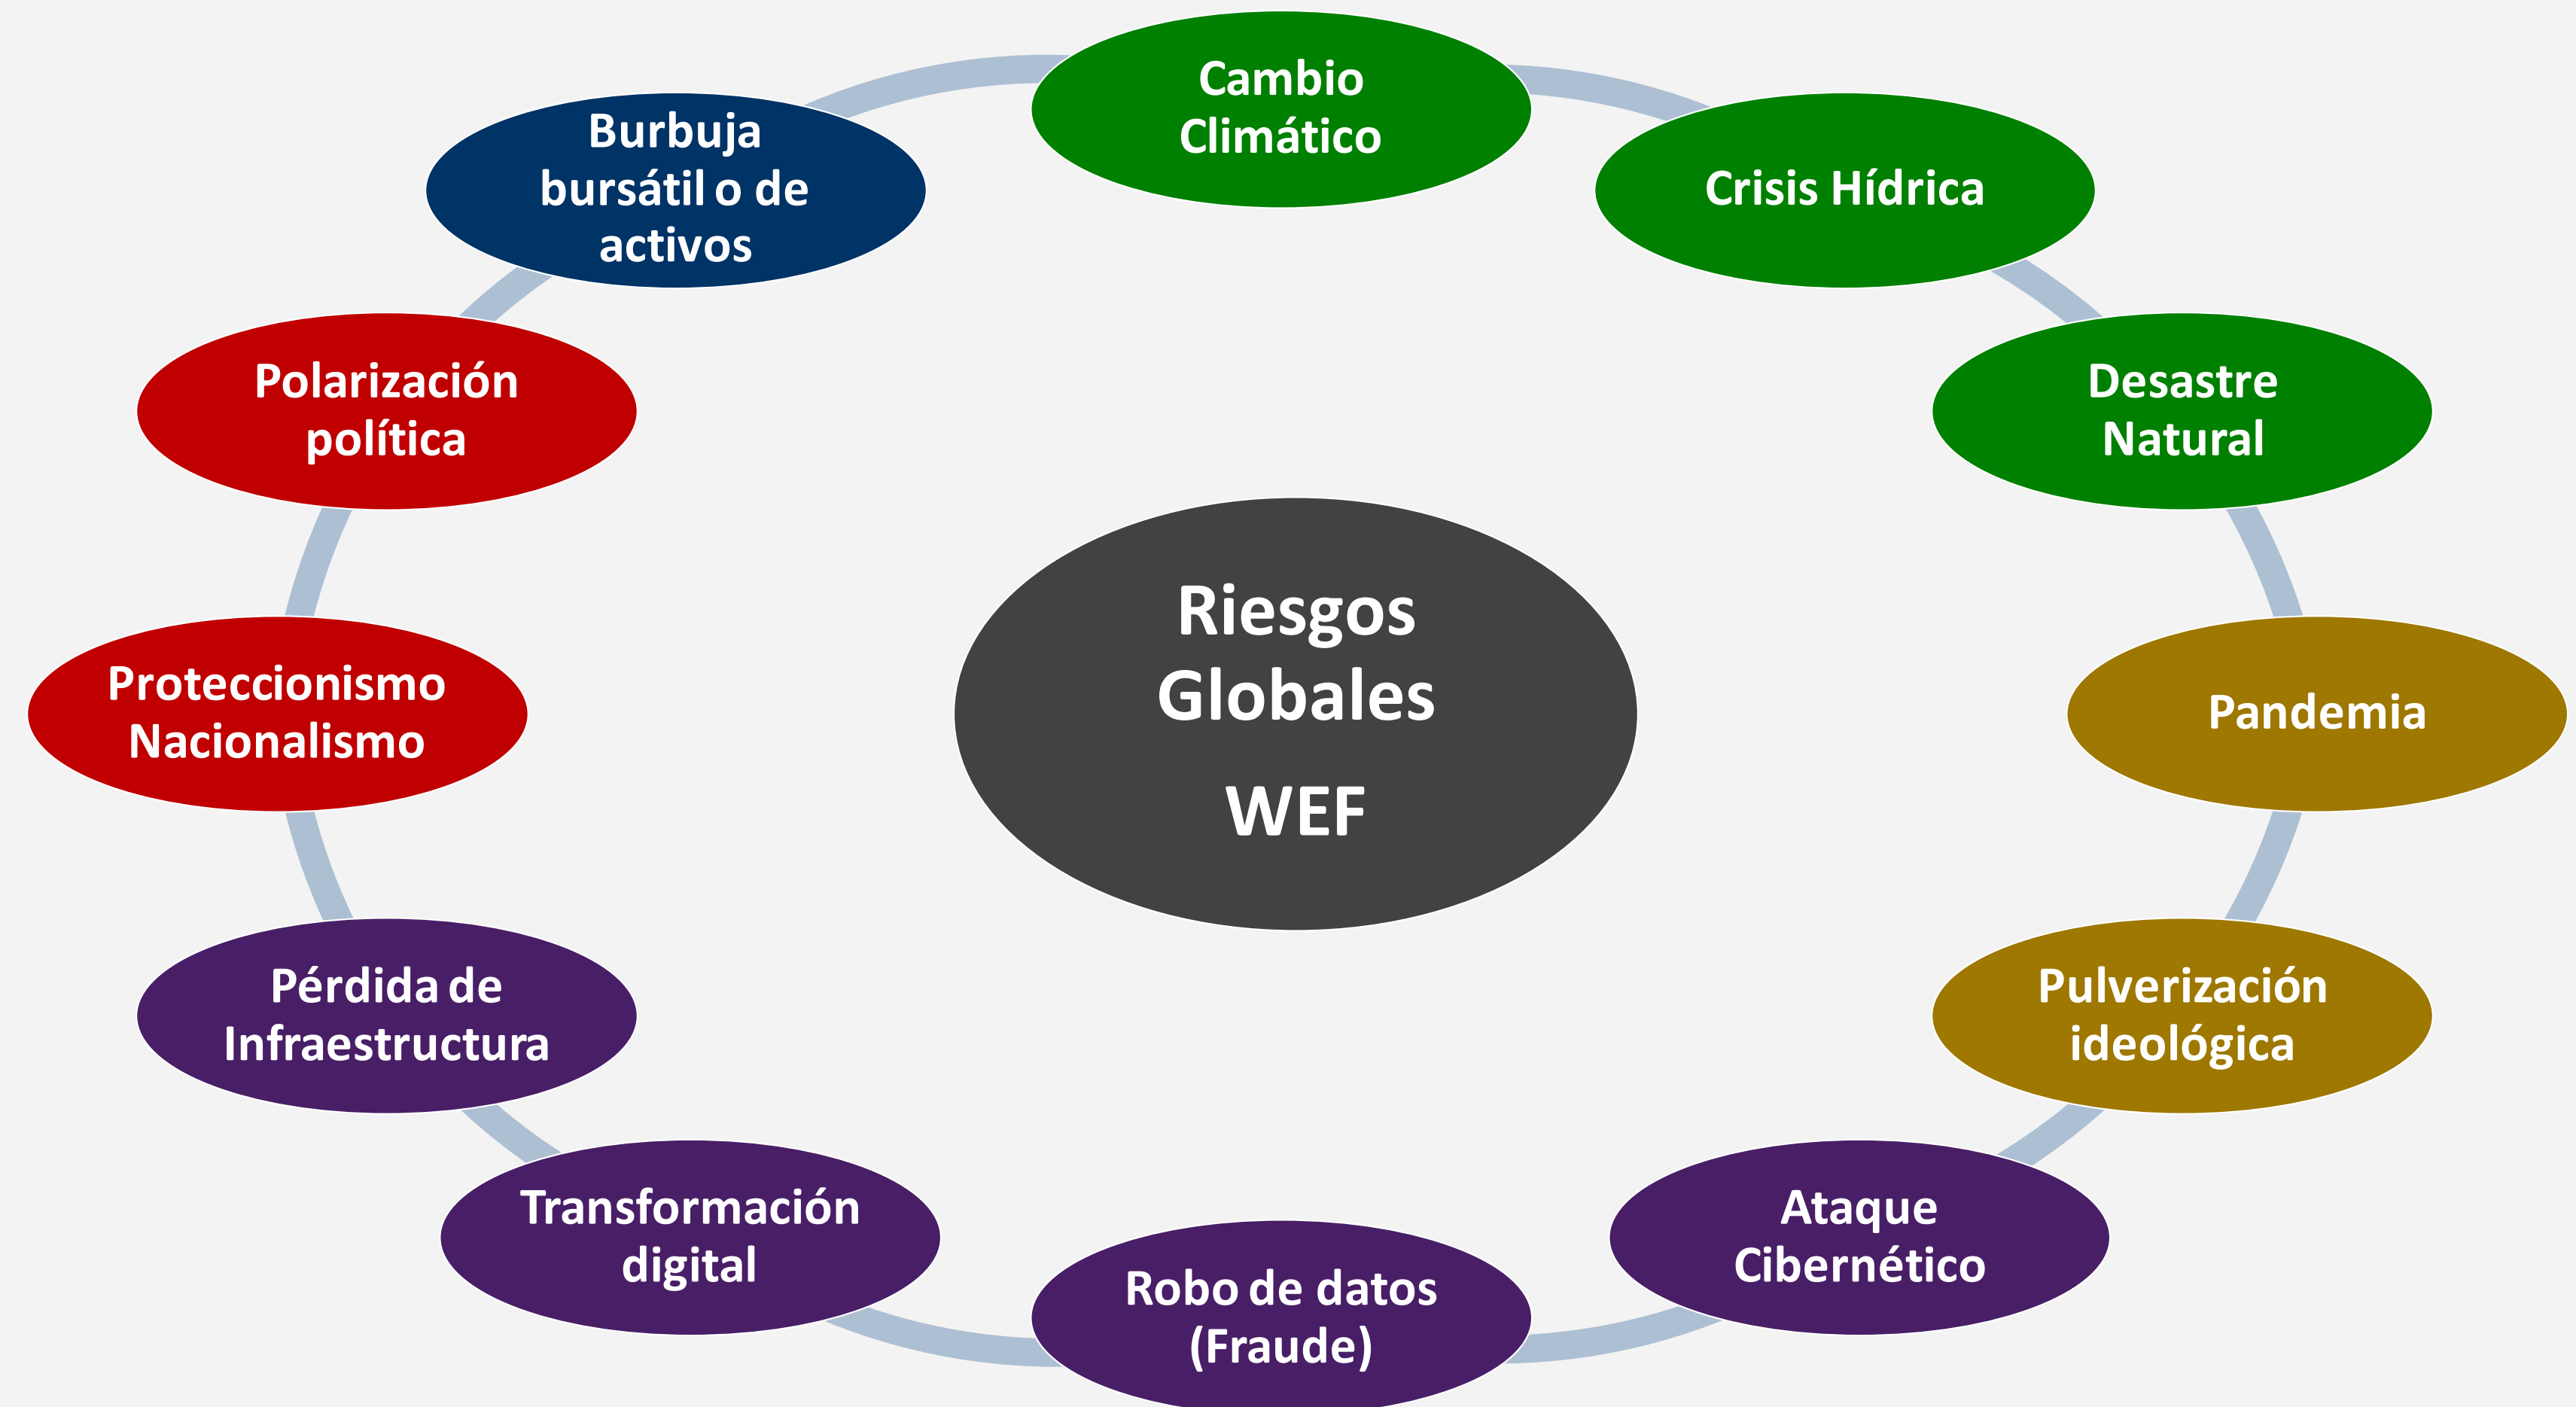 Cambio
Climático
Crisis Hídrica
Desastre
Natural
Pandemia
Pulverización
ideológica
Ataque
Cibernético
Robo de datos
(Fraude)
Transformación
digital
Pérdida de
Infraestructura
Proteccionismo
Nacionalismo
Polarización
política
Burbuja
bursátil o de
activos
Riesgos
Globales
WEF